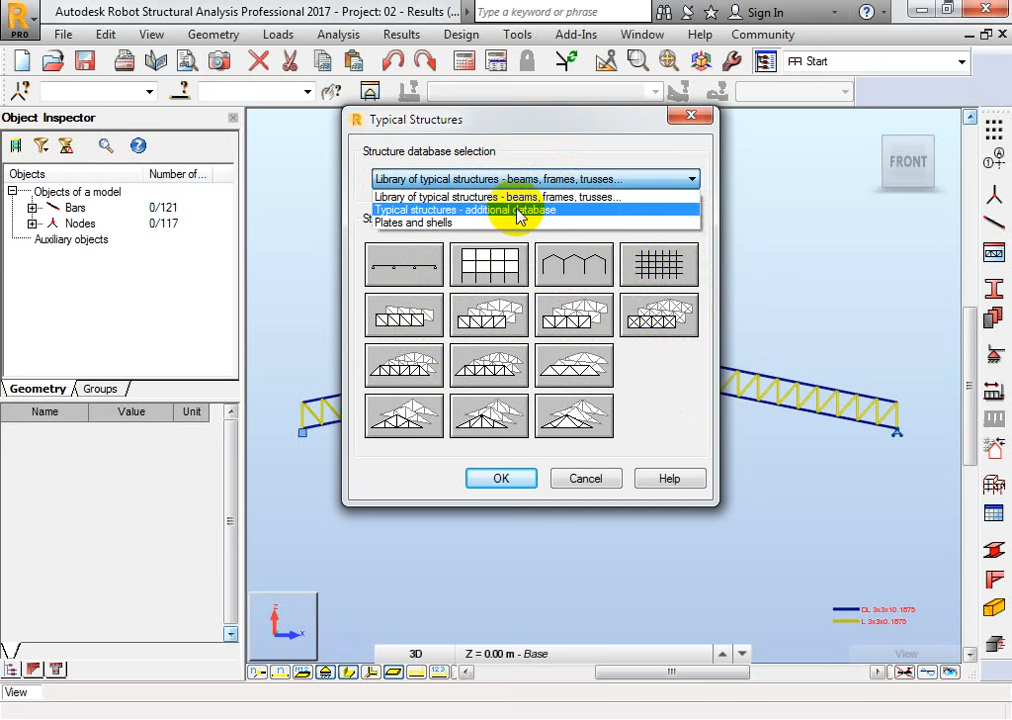 Autodesk Robot Structural Analysis Professional 2017 - Project: 02 - Results (...
Type a keyword or phrase
Sign In
PRO
File Edit View Geometry Loads Analysis Results Design Tools Add-Ins Window Help Community
Start
Object Inspector
Objects Number of...
Objects of a model
Bars 0/121
Nodes 0/117
Auxiliary objects
Geometry Groups
Name Value Unit
Typical Structures
Structure database selection
Library of typical structures - beams, frames, trusses...
Library of typical structures - beams, frames, trusses...
Typical structures - additional database
Plates and shells
OK Cancel Help
FRONT
DL 3x3x10.1875
L 3x3x0.1875
Z
X
3D Z = 0.00 m - Base
View
View